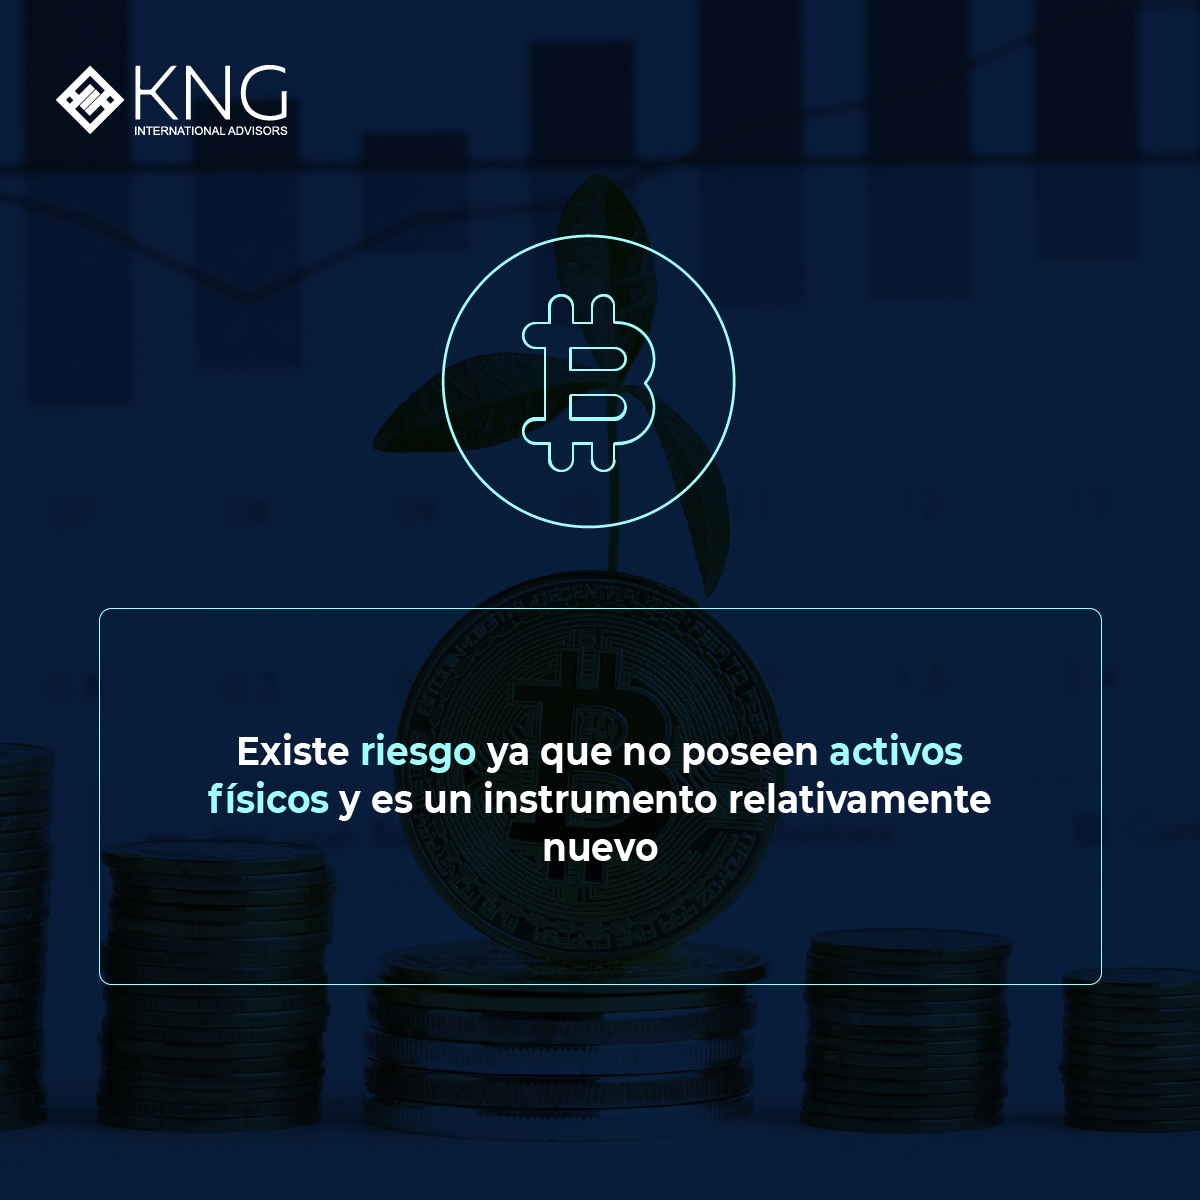 KNG
INTERNATIONAL ADVISORS
Existe riesgo ya que no poseen activos
físicos y es un instrumento relativamente
nuevo